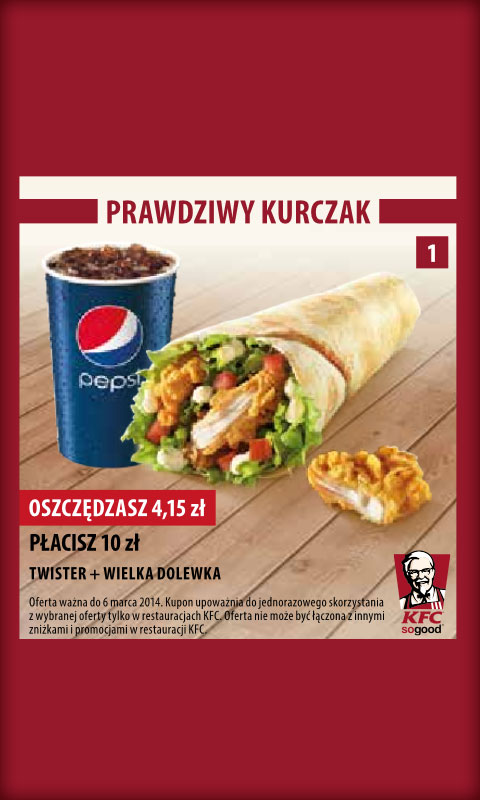 PRAWDZIWY KURCZAK
1
pepsi
OSZCZĘDZASZ 4,15 zł
PŁACISZ 10 zł
TWISTER + WIELKA DOLEWKA
Oferta ważna do 6 marca 2014. Kupon upoważnia do jednorazowego skorzystania
z wybranej oferty tylko w restauracjach KFC. Oferta nie może być łączona z innymi
zniżkami i promocjami w restauracji KFC.
KFC
sogood